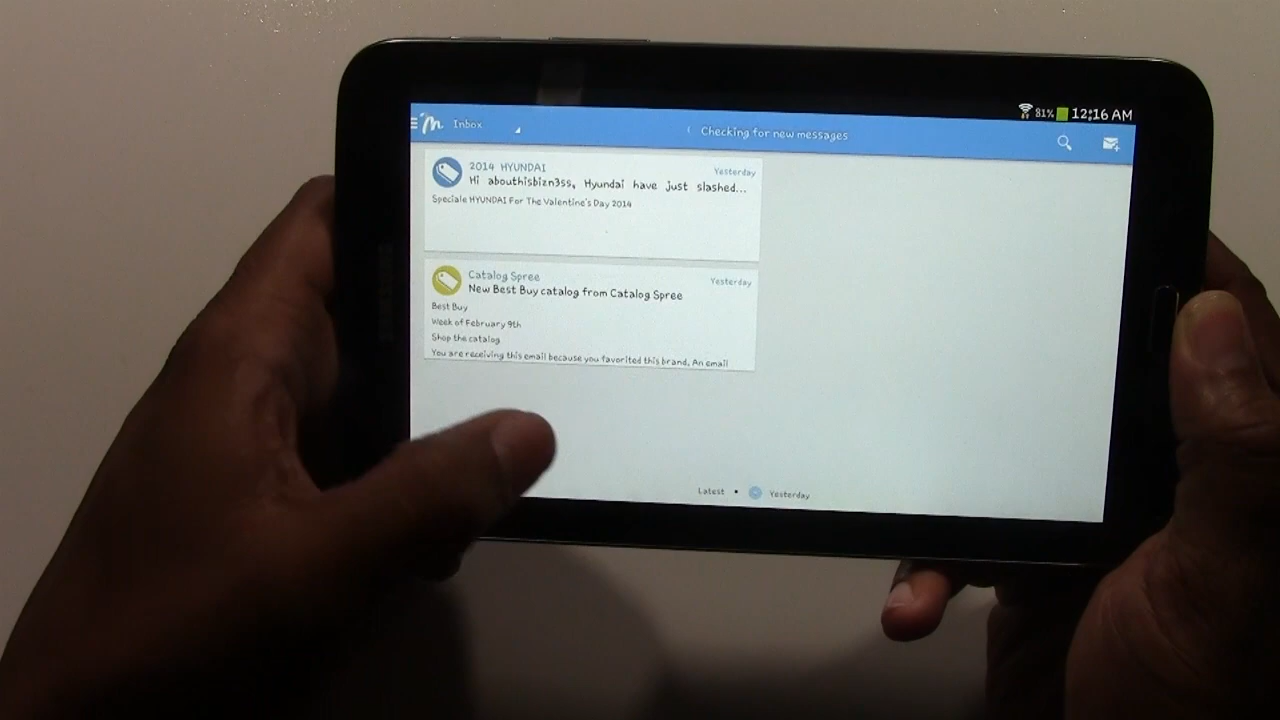 81% 12:16 AM
Inbox
Checking for new messages
2014 HYUNDAI
Yesterday
Hi abouthisbizn3ss, Hyundai have just slashed...
Speciale HYUNDAI For The Valentine's Day 2014
Catalog Spree
Yesterday
New Best Buy catalog from Catalog Spree
Best Buy
Week of February 9th
Shop the catalog
You are receiving this email because you favorited this brand. An email
Latest
Yesterday